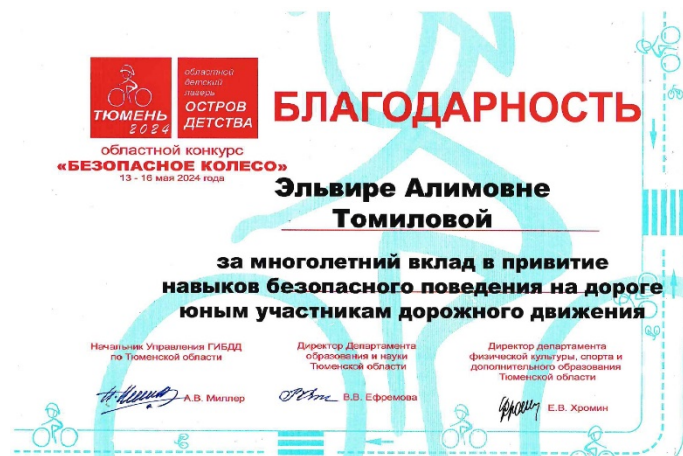 ТЮМЕНЬ
2024
областной
детский
лагерь
ОСТРОВ
ДЕТСТВА
областной конкурс
«БЕЗОПАСНОЕ КОЛЕСО»
13 - 16 мая 2024 года
БЛАГОДАРНОСТЬ
Эльвире Алимовне
Томиловой
за многолетний вклад в привитие
навыков безопасного поведения на дороге
юным участникам дорожного движения
Начальник Управления ГИБДД
по Тюменской области
А.В. Миллер
Директор Департамента
образования и науки
Тюменской области
В.В. Ефремова
Директор департамента
физической культуры, спорта и
дополнительного образования
Тюменской области
Е.В. Хромин